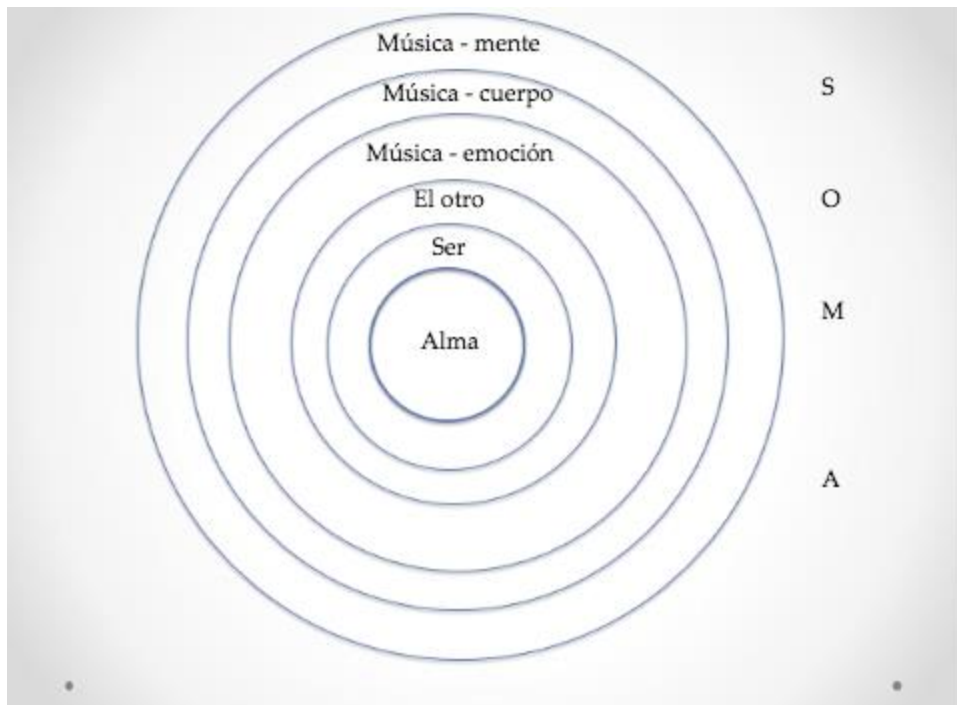 Música - mente
Música - cuerpo
Música - emoción
El otro
Ser
Alma
S
O
M
A